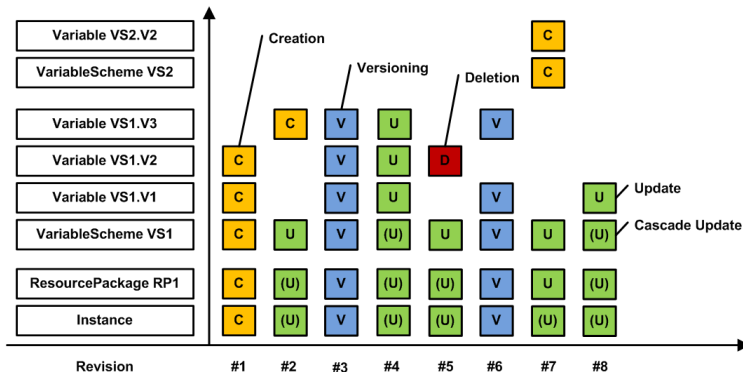 Variable VS2.V2 C
Creation
VariableScheme VS2 C
Versioning
Deletion
Variable VS1.V3 C V U V
Variable VS1.V2 C V U D
Variable VS1.V1 C V U V U
Update
VariableScheme VS1 C U V (U) U V U (U)
Cascade Update
ResourcePackage RP1 C (U) V (U) (U) V U (U)
Instance C (U) V (U) (U) V (U) (U)
Revision #1 #2 #3 #4 #5 #6 #7 #8